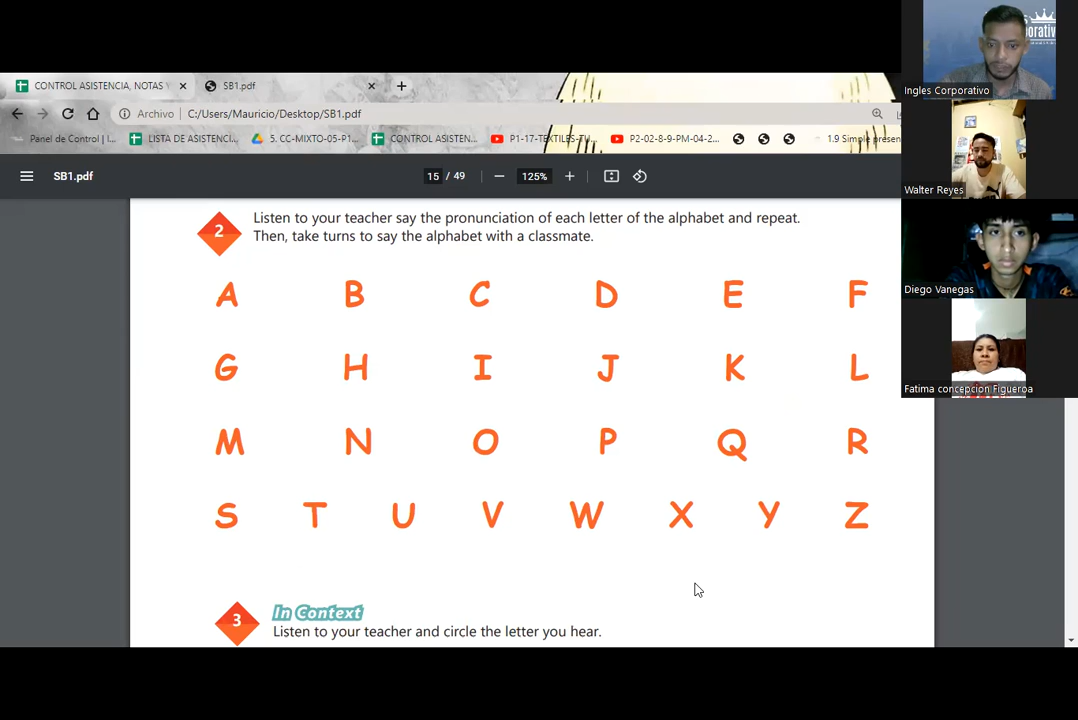 CONTROL ASISTENCIA, NOTAS Y
SB1.pdf
Archivo C:/Users/Mauricio/Desktop/SB1.pdf
Panel de Control | I...
LISTA DE ASISTENCI...
5. CC-MIXTO-05-P1...
CONTROL ASISTEN...
P1-17-TEXTILES-TU...
P2-02-8-9-PM-04-2...
1.9 Simple presen
SB1.pdf
15 / 49
125%
2
Listen to your teacher say the pronunciation of each letter of the alphabet and repeat.
Then, take turns to say the alphabet with a classmate.
A B C D E F
G H I J K L
M N O P Q R
S T U V W X Y Z
3
In Context
Listen to your teacher and circle the letter you hear.
Ingles Corporativo
Walter Reyes
Diego Vanegas
Fatima concepcion Figueroa